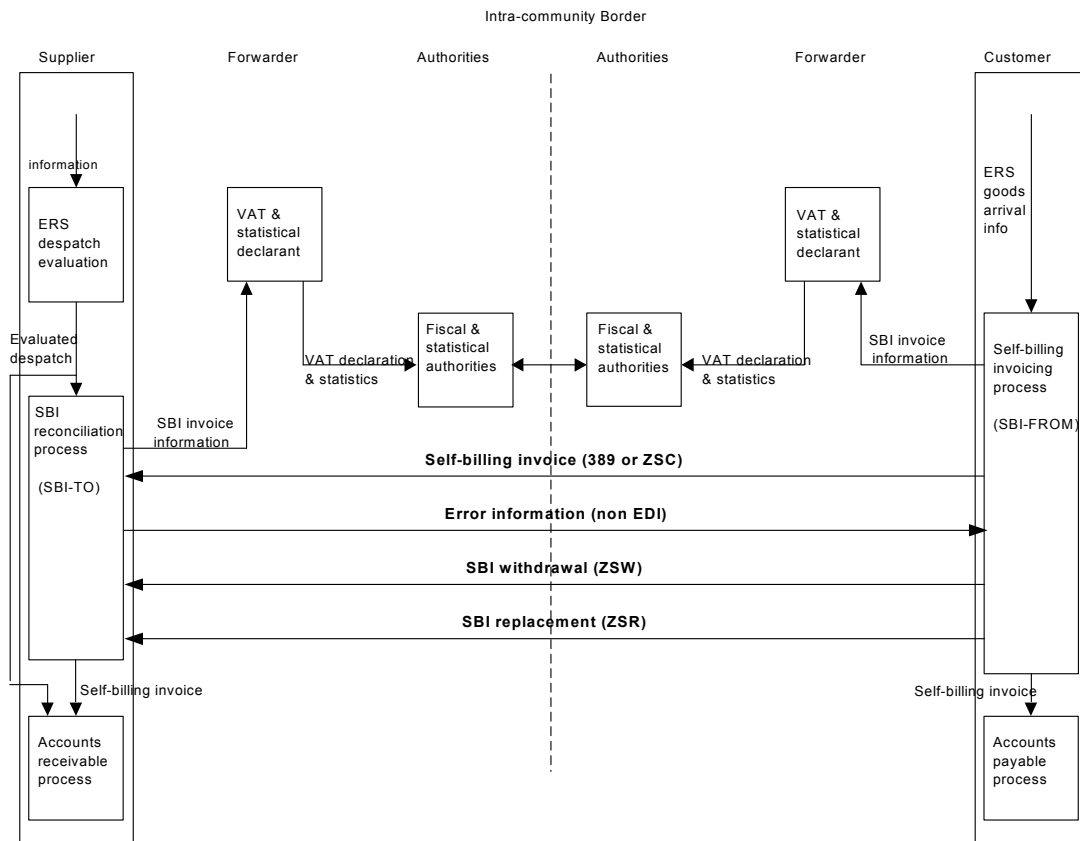 Intra-community Border
Supplier
Forwarder
Authorities
Authorities
Forwarder
Customer
information
ERS
despatch
evaluation
VAT &
statistical
declarant
VAT &
statistical
declarant
ERS
goods
arrival
info
Evaluated
despatch
VAT declaration
& statistics
Fiscal &
statistical
authorities
Fiscal &
statistical
authorities
VAT declaration
& statistics
SBI invoice
information
Self-billing
invoicing
process
(SBI-FROM)
SBI
reconciliation
process
(SBI-TO)
SBI invoice
information
Self-billing invoice (389 or ZSC)
Error information (non EDI)
SBI withdrawal (ZSW)
SBI replacement (ZSR)
Self-billing invoice
Self-billing invoice
Accounts
receivable
process
Accounts
payable
process